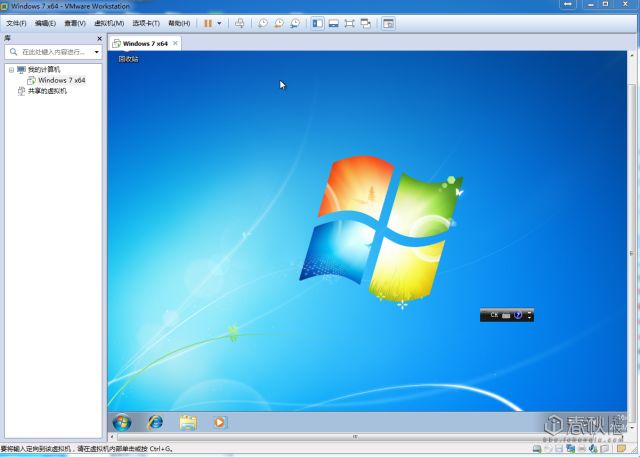 Windows 7 x64 - VMware Workstation
文件(F) 编辑(E) 查看(V) 虚拟机(M) 选项卡(T) 帮助(H)
库
在此处键入内容进行...
我的计算机
Windows 7 x64
共享的虚拟机
Windows 7 x64
回收站
CH
要将输入定向到该虚拟机，请在虚拟机内部单击或按 Ctrl+G。